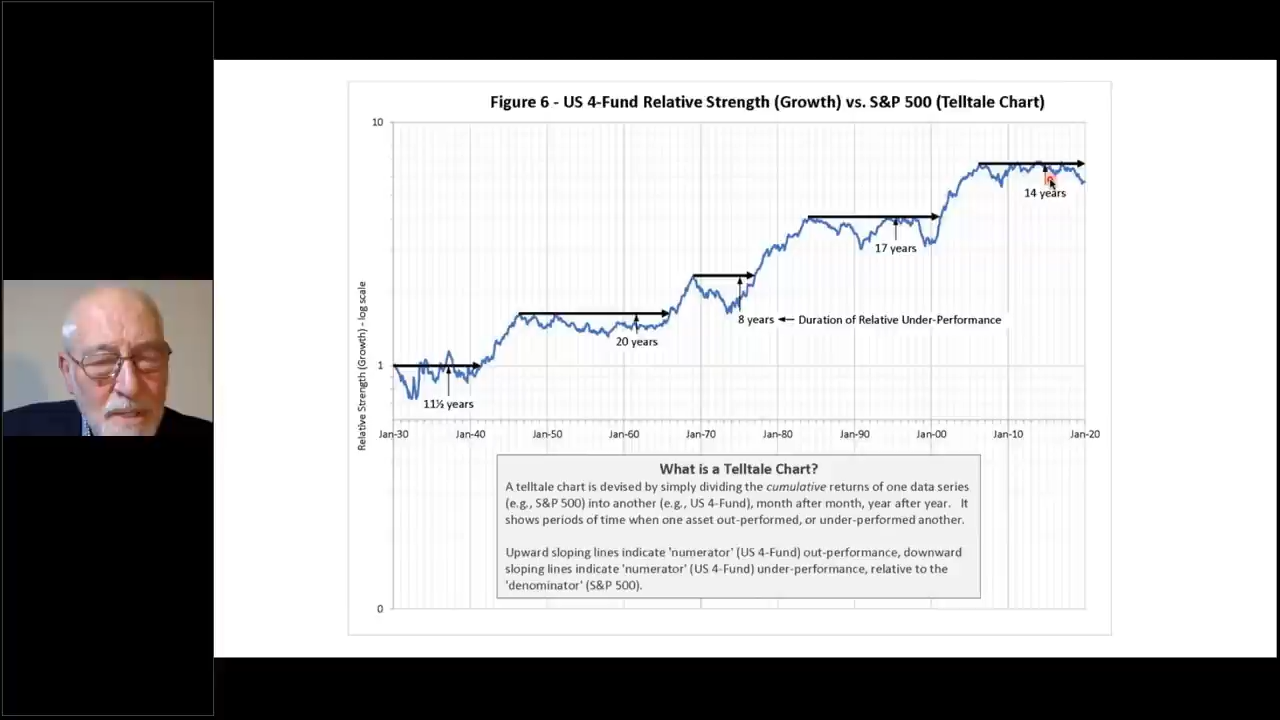 Figure 6 - US 4-Fund Relative Strength (Growth) vs. S&P 500 (Telltale Chart)
10
14 years
17 years
Relative Strength (Growth) - log scale
8 years
Duration of Relative Under-Performance
20 years
1
11½ years
Jan-30 Jan-40 Jan-50 Jan-60 Jan-70 Jan-80 Jan-90 Jan-00 Jan-10 Jan-20
What is a Telltale Chart?
A telltale chart is devised by simply dividing the cumulative returns of one data series
(e.g., S&P 500) into another (e.g., US 4-Fund), month after month, year after year. It
shows periods of time when one asset out-performed, or under-performed another.
Upward sloping lines indicate 'numerator' (US 4-Fund) out-performance, downward
sloping lines indicate 'numerator' (US 4-Fund) under-performance, relative to the
'denominator' (S&P 500).
0